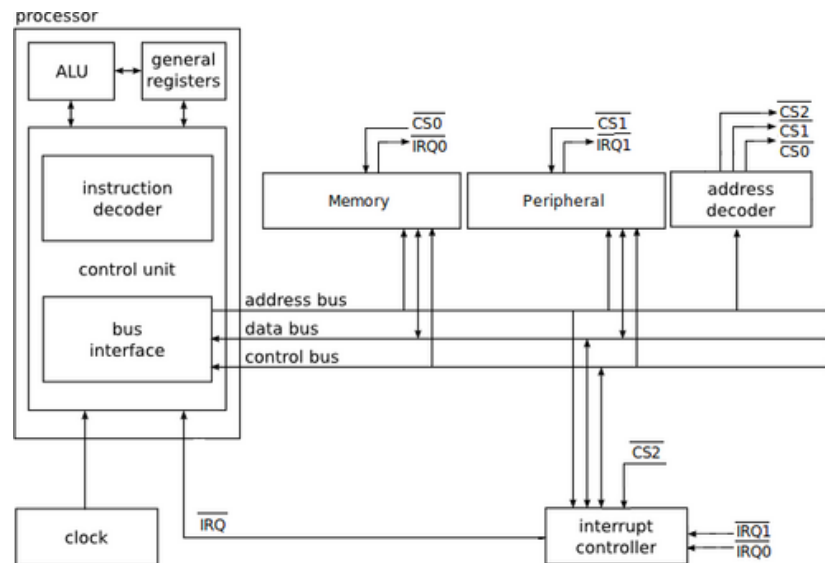 processor
ALU
general
registers
instruction
decoder
control unit
bus
interface
CS0
IRQ0
Memory
CS1
IRQ1
Peripheral
CS2
CS1
CS0
address
decoder
address bus
data bus
control bus
CS2
IRQ
clock
interrupt
controller
IRQ1
IRQ0